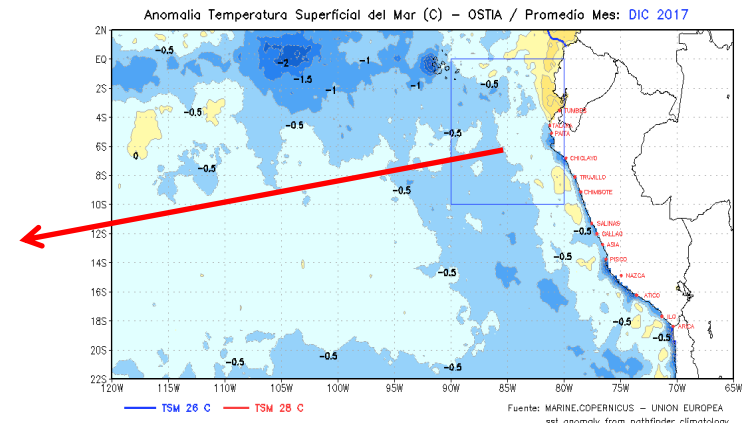 Anomalia Temperatura Superficial del Mar (C) – OSTIA / Promedio Mes: DIC 2017
2N
EQ
2S
4S
6S
8S
10S
12S
14S
16S
18S
20S
22S
-0.5
-2
-1
-1.5
-1
-1
-0.5
-0.5
-0.5
-0.5
0
-0.5
-0.5
-0.5
-0.5
-0.5
-0.5
-0.5
-0.5
-0.5
-0.5
-0.5
TUMBES
TALARA
PAITA
CHICLAYO
TRUJILLO
CHIMBOTE
SALINAS
CALLAO
ASIA
PISCO
NAZCA
ATICO
ILO
ARICA
120W 115W 110W 105W 100W 95W 90W 85W 80W 75W 70W 65W
TSM 26 C TSM 28 C
Fuente: MARINE.COPERNICUS – UNION EUROPEA
sst anomaly from pathfinder climatology